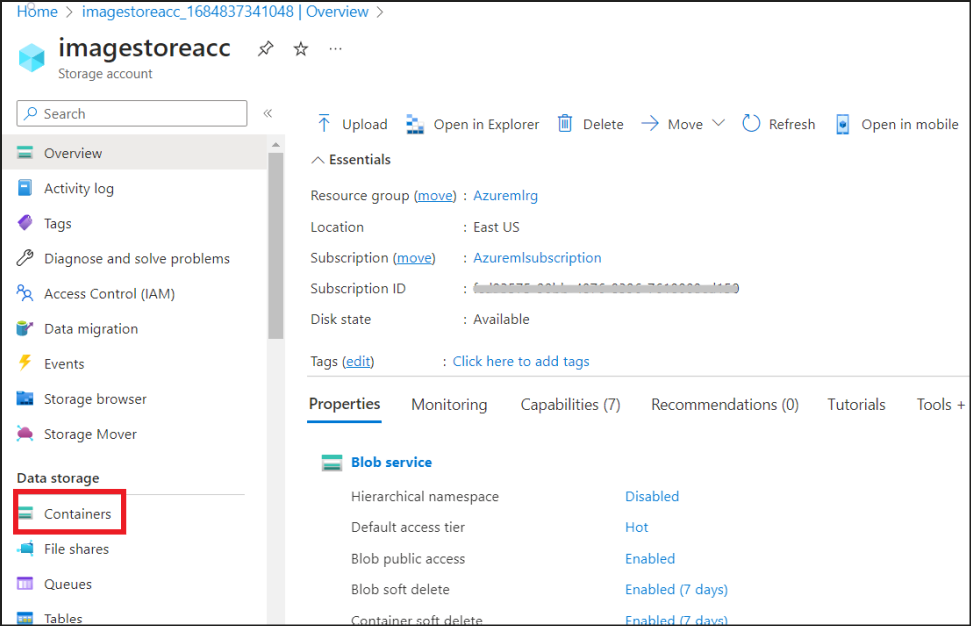 Home > imagestoreacc_1684837341048 | Overview >
imagestoreacc
Storage account
Search
«
Overview
Activity log
Tags
Diagnose and solve problems
Access Control (IAM)
Data migration
Events
Storage browser
Storage Mover
Data storage
Containers
File shares
Queues
Tables
Upload Open in Explorer Delete Move Refresh Open in mobile
Essentials
Resource group (move) : Azuremlrg
Location : East US
Subscription (move) : Azuremlsubscription
Subscription ID :
Disk state : Available
Tags (edit) : Click here to add tags
Properties Monitoring Capabilities (7) Recommendations (0) Tutorials Tools +
Blob service
Hierarchical namespace Disabled
Default access tier Hot
Blob public access Enabled
Blob soft delete Enabled (7 days)
Container soft delete Enabled (7 days)